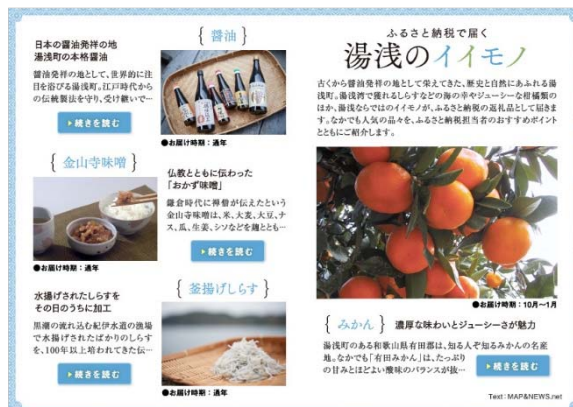 ふるさと納税で届く
湯浅のイイモノ
古くから醤油発祥の地として栄えてきた、歴史と自然にあふれる湯
浅町。湯浅湾で獲れるしらすなどの海の幸やジューシーな柑橘類の
ほか、湯浅ならではのイイモノが、ふるさと納税の返礼品として届きま
す。なかでも人気の品々を、ふるさと納税担当者のおすすめポイント
とともにご紹介します。
●お届け時期：10月〜1月
{ みかん } 濃厚な味わいとジューシーさが魅力
湯浅町のある和歌山県有田郡は、知る人ぞ知るみかんの名産
地。なかでも「有田みかん」は、たっぷり
の甘みとほどよい酸味のバランスが抜…
▶続きを読む
{ 醤油 }
日本の醤油発祥の地
湯浅町の本格醤油
醤油発祥の地として、世界的に注
目を浴びる湯浅町。江戸時代から
の伝統製法を守り、受け継いで…
▶続きを読む
●お届け時期：通年
{ 金山寺味噌 }
仏教とともに伝わった
「おかず味噌」
鎌倉時代に禅僧が伝えたという
金山寺味噌は、米、大麦、大豆、ナ
ス、瓜、生姜、シソなどを麹ととも…
▶続きを読む
●お届け時期：通年
{ 釜揚げしらす }
水揚げされたしらすを
その日のうちに加工
黒潮の流れ込む紀伊水道の漁場
で水揚げされたばかりのしらす
を、100年以上培われてきた伝…
▶続きを読む
●お届け時期：通年
Text：MAP&NEWS.net